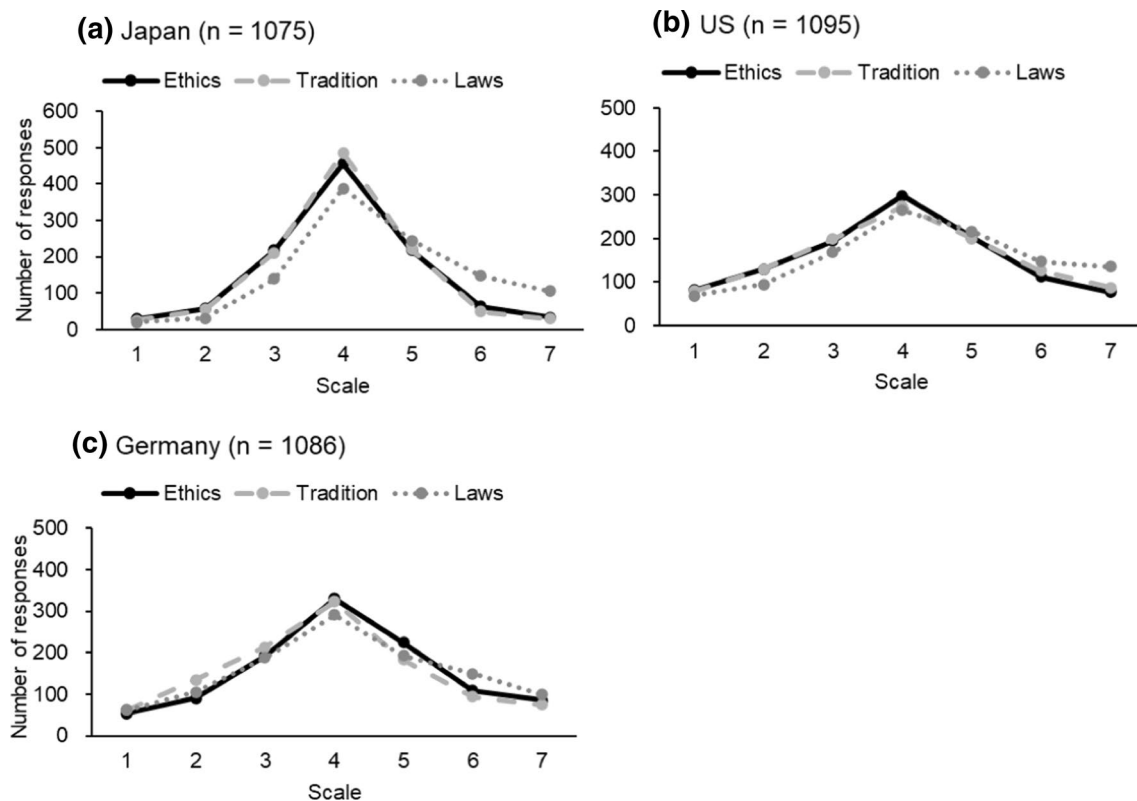 (a) Japan (n = 1075)
Ethics Tradition Laws
Number of responses
600
500
400
300
200
100
0
1 2 3 4 5 6 7
Scale
(b) US (n = 1095)
Ethics Tradition Laws
500
400
300
200
100
0
1 2 3 4 5 6 7
Scale
(c) Germany (n = 1086)
Ethics Tradition Laws
Number of responses
500
400
300
200
100
0
1 2 3 4 5 6 7
Scale